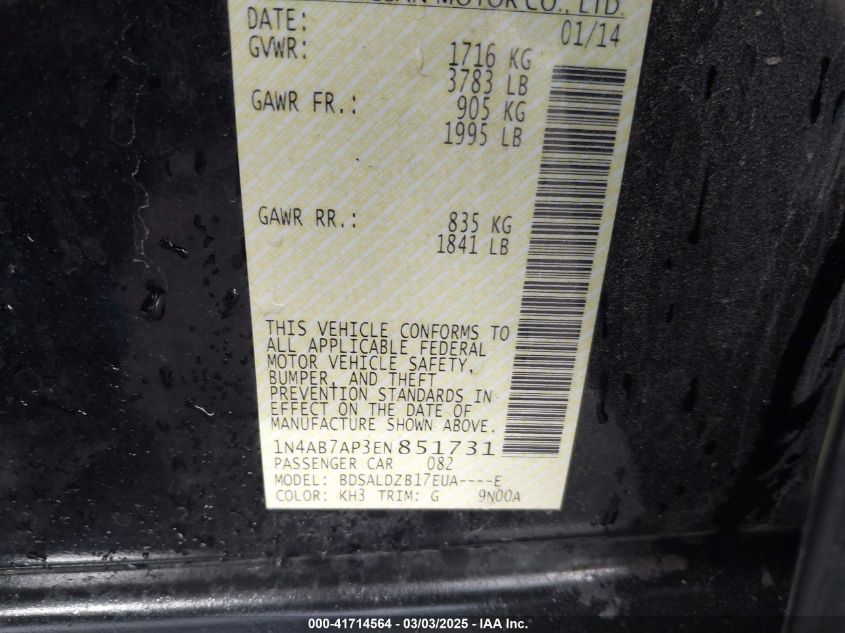 MOTOR CO., LTD.
DATE: 01/14
GVWR: 1716 KG
3783 LB
GAWR FR.: 905 KG
1995 LB
GAWR RR.: 835 KG
1841 LB
THIS VEHICLE CONFORMS TO
ALL APPLICABLE FEDERAL
MOTOR VEHICLE SAFETY,
BUMPER, AND THEFT
PREVENTION STANDARDS IN
EFFECT ON THE DATE OF
MANUFACTURE SHOWN ABOVE.
1N4AB7AP3EN851731
PASSENGER CAR 082
MODEL: BDSALDZB17EUA----E
COLOR: KH3 TRIM: G 9N00A
000-41714564 / 03/03/2025 - © IAA Inc.